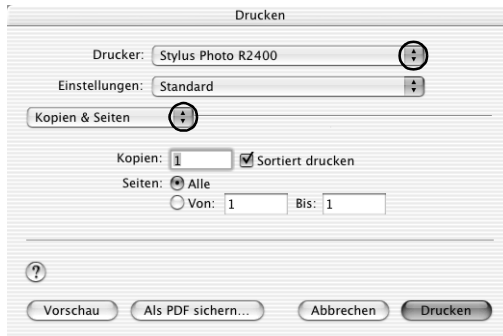 Drucken
Drucker: Stylus Photo R2400
Einstellungen: Standard
Kopien & Seiten
Kopien: 1 Sortiert drucken
Seiten: Alle
Von: 1 Bis: 1
?
Vorschau Als PDF sichern... Abbrechen Drucken